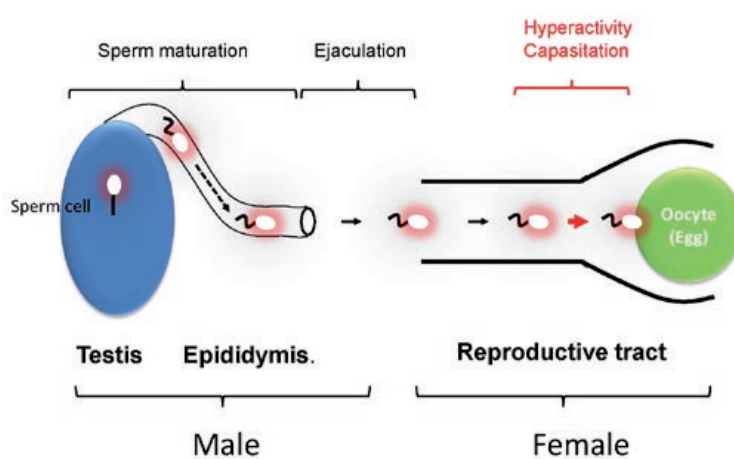 Hyperactivity
Capasitation
Sperm maturation
Ejaculation
Sperm cell
Oocyte
(Egg)
Testis
Epididymis.
Reproductive tract
Male
Female